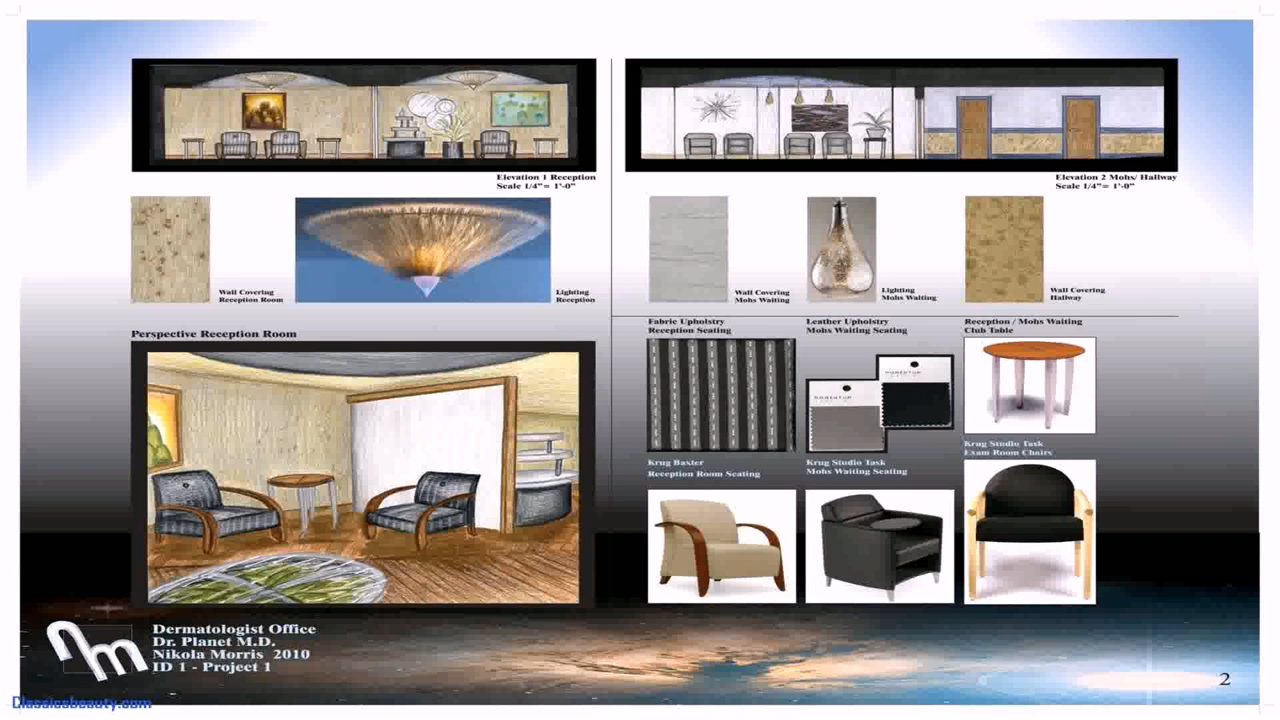 Elevation 1 Reception
Scale 1/4"= 1'-0"
Elevation 2 Mohs/ Hallway
Scale 1/4"= 1'-0"
Wall Covering
Reception Room
Lighting
Reception
Wall Covering
Mohs Waiting
Lighting
Mohs Waiting
Wall Covering
Hallway
Perspective Reception Room
Fabric Upholstry
Reception Seating
Leather Upholstry
Mohs Waiting Seating
Reception / Mohs Waiting
Club Table
Krug Baxter
Reception Room Seating
Krug Studio Task
Mohs Waiting Seating
Krug Studio Task
Exam Room Chairs
nm
Dermatologist Office
Dr. Planet M.D.
Nikola Morris 2010
ID 1 - Project 1
2
Classicsbeauty.com